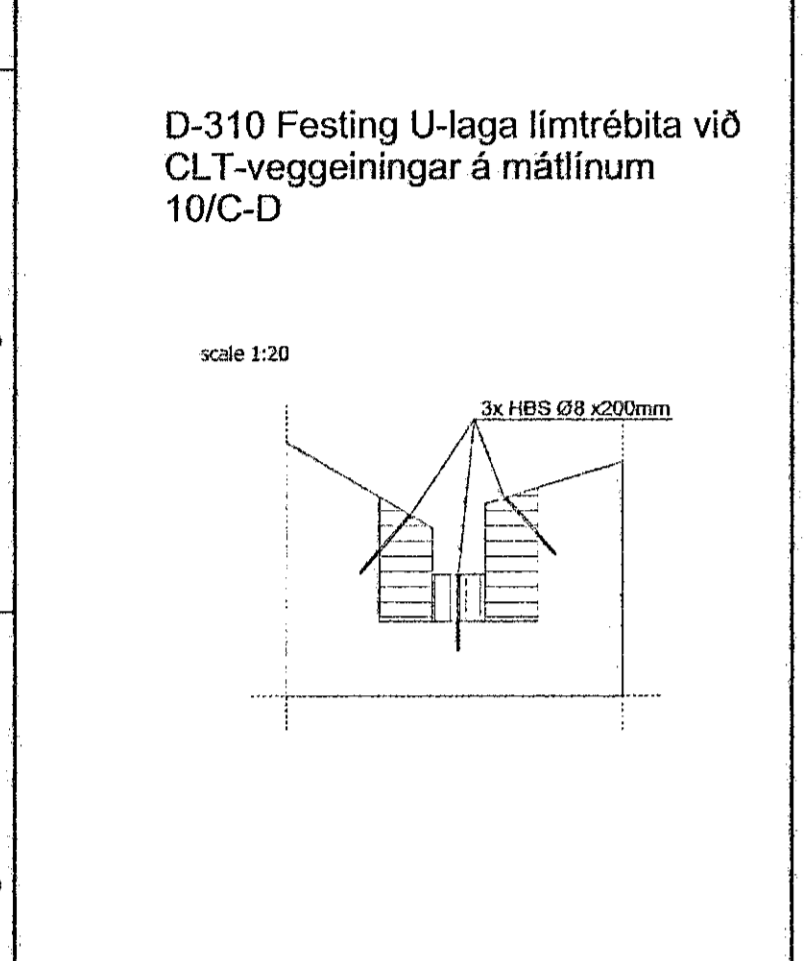 D-310 Festing U-laga límtrébita við
CLT-veggeiningar á mátlínum
10/C-D
scale 1:20
3x HBS Ø8 x200mm